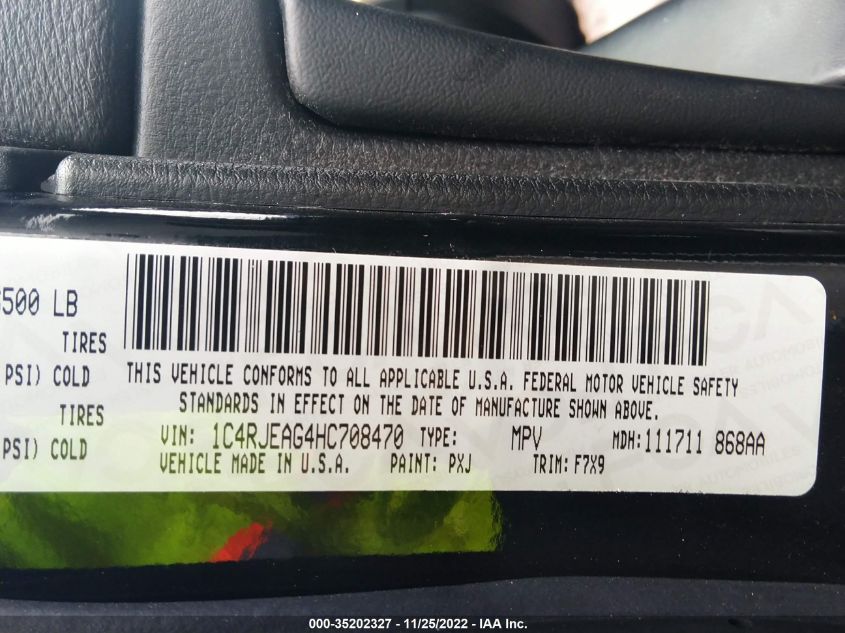 500 LB
TIRES
PSI) COLD
TIRES
PSI) COLD
THIS VEHICLE CONFORMS TO ALL APPLICABLE U.S.A. FEDERAL MOTOR VEHICLE SAFETY
STANDARDS IN EFFECT ON THE DATE OF MANUFACTURE SHOWN ABOVE.
VIN: 1C4RJEAG4HC708470 TYPE: MPV MDH: 111711 868AA
VEHICLE MADE IN U.S.A. PAINT: PXJ TRIM: F7X9
000-35202327 - 11/25/2022 - IAA Inc.